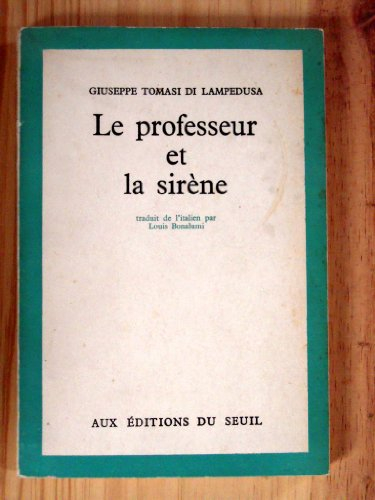 GIUSEPPE TOMASI DI LAMPEDUSA
Le professeur
et
la sirène
traduit de l'italien par
Louis Bonalumi
AUX ÉDITIONS DU SEUIL